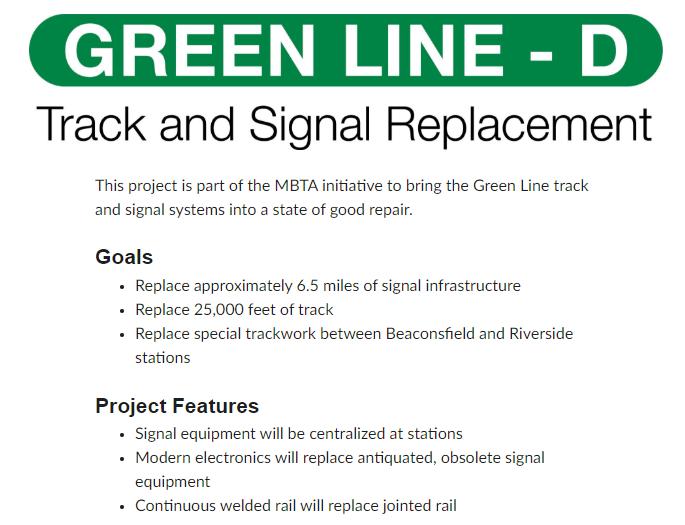 GREEN LINE - D
Track and Signal Replacement
This project is part of the MBTA initiative to bring the Green Line track
and signal systems into a state of good repair.
Goals
• Replace approximately 6.5 miles of signal infrastructure
• Replace 25,000 feet of track
• Replace special trackwork between Beaconsfield and Riverside
stations
Project Features
• Signal equipment will be centralized at stations
• Modern electronics will replace antiquated, obsolete signal
equipment
• Continuous welded rail will replace jointed rail